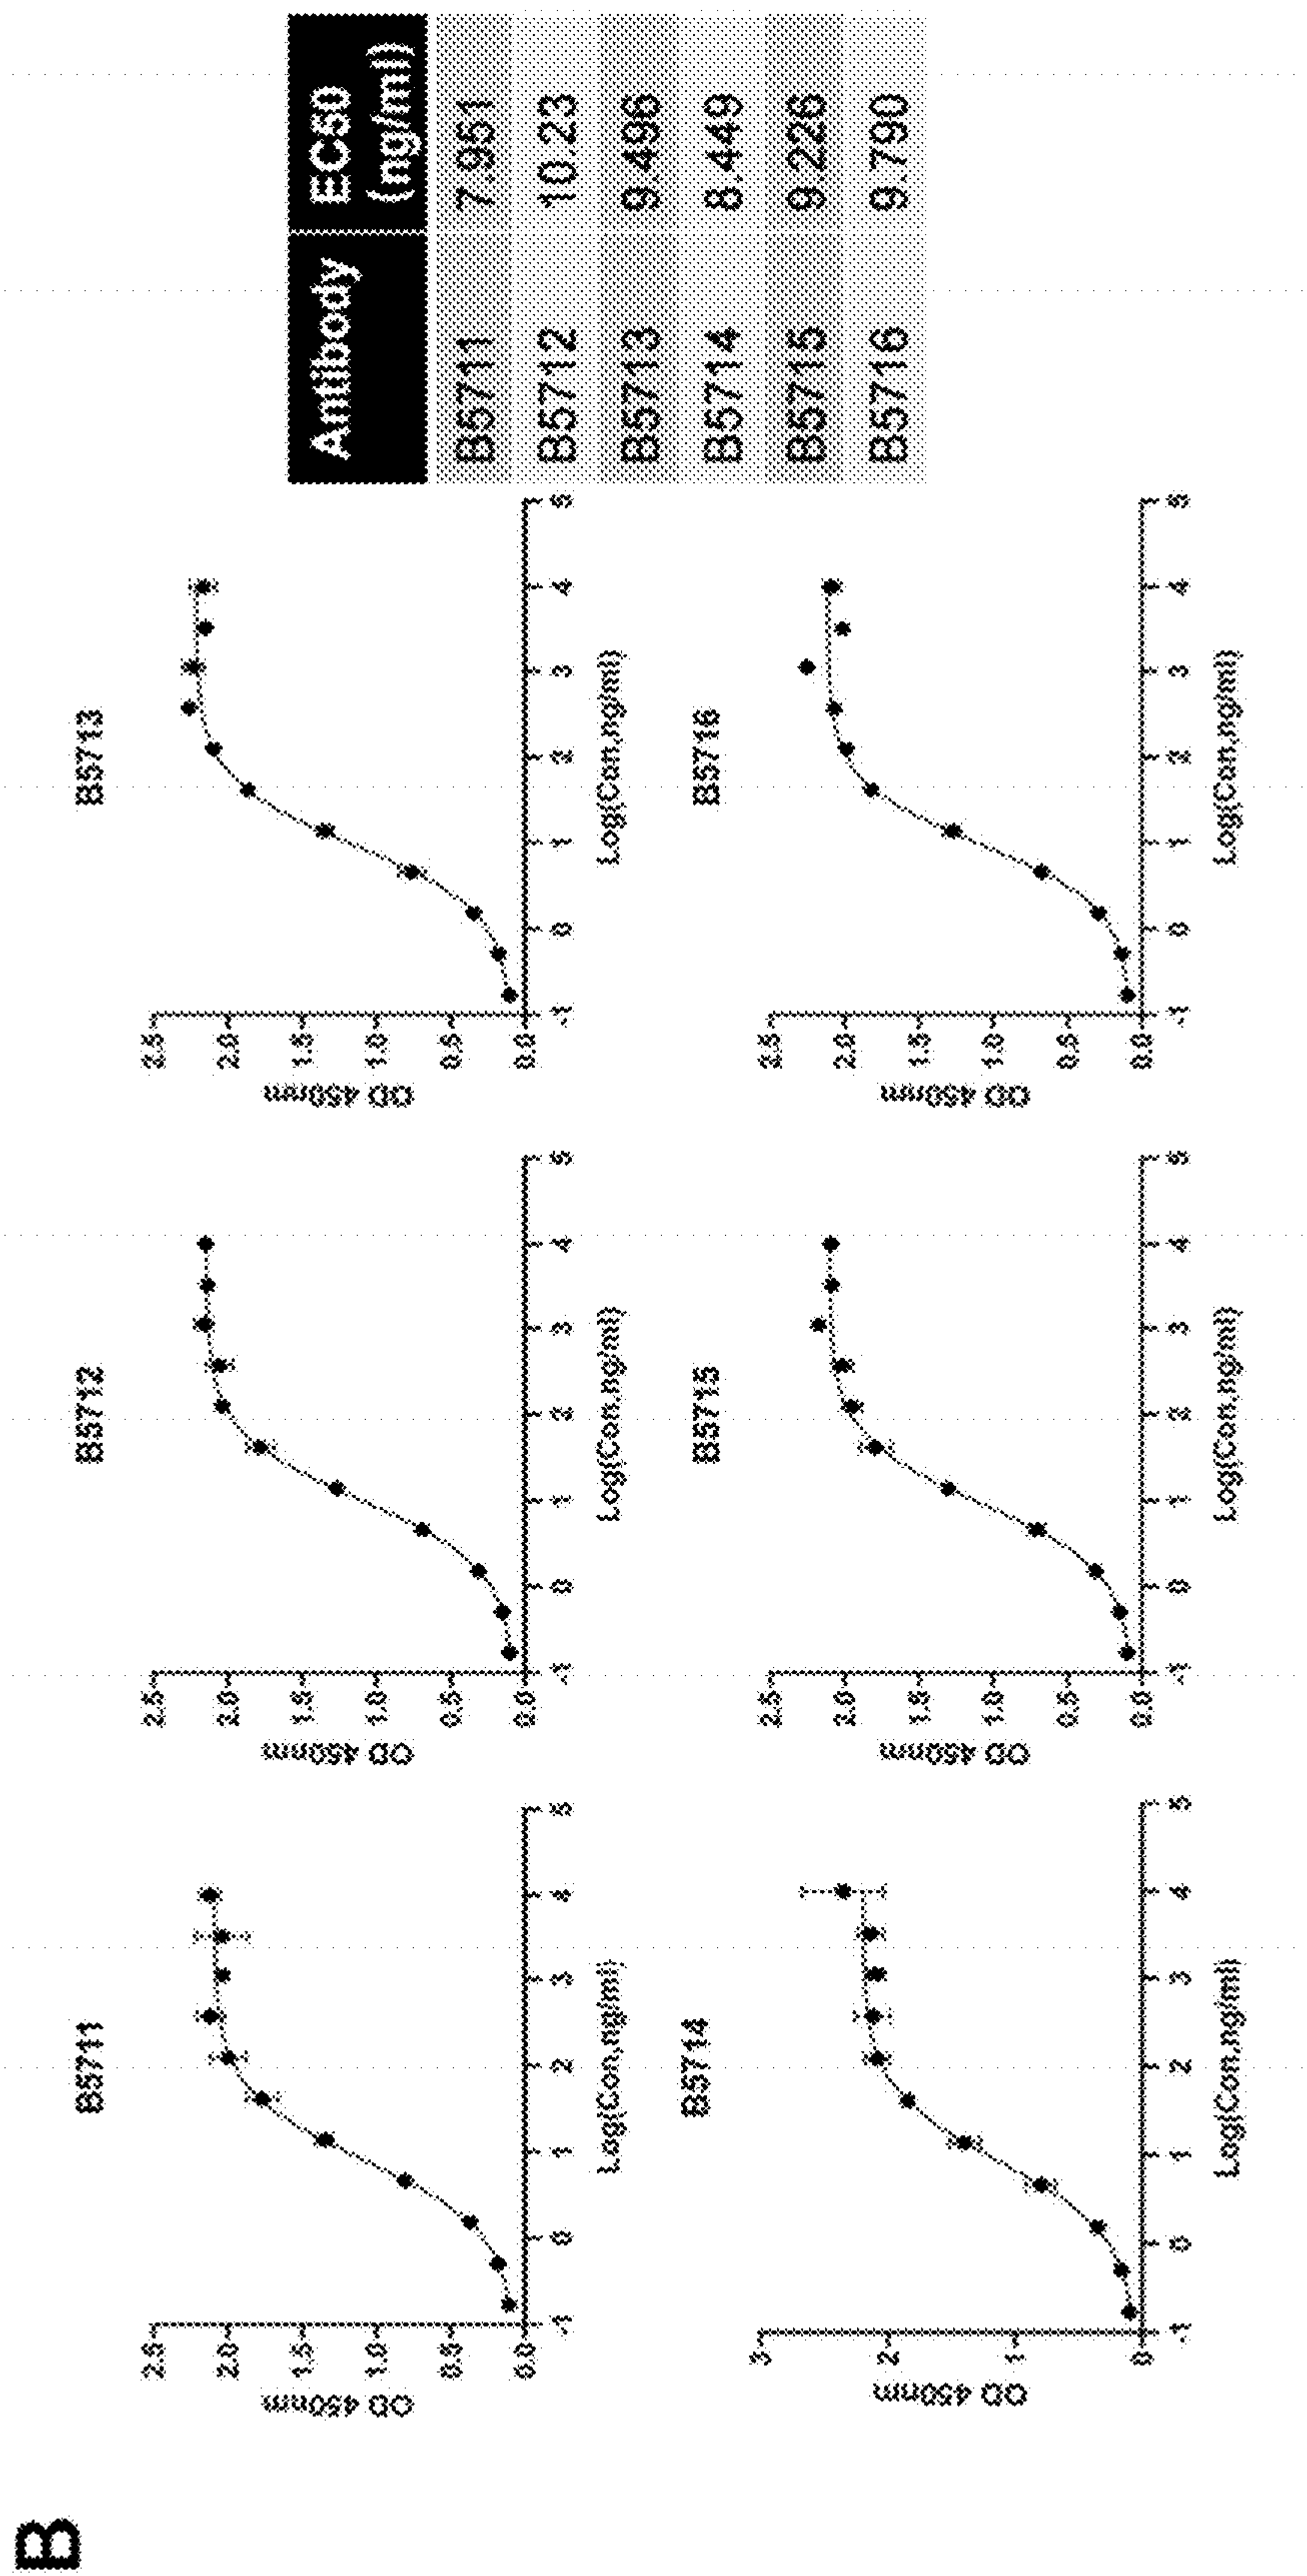 B
B5711
OD 450nm
2.5
2.0
1.5
1.0
0.5
0.0
-1 0 1 2 3 4 5
Log(Con,ng/ml)
B5712
OD 450nm
2.5
2.0
1.5
1.0
0.5
0.0
-1 0 1 2 3 4 5
Log(Con,ng/ml)
B5713
OD 450nm
2.5
2.0
1.5
1.0
0.5
0.0
-1 0 1 2 3 4 5
Log(Con,ng/ml)
B5714
OD 450nm
3
2
1
0
-1 0 1 2 3 4 5
Log(Con,ng/ml)
B5715
OD 450nm
2.5
2.0
1.5
1.0
0.5
0.0
-1 0 1 2 3 4 5
Log(Con,ng/ml)
B5716
OD 450nm
2.5
2.0
1.5
1.0
0.5
0.0
-1 0 1 2 3 4 5
Log(Con,ng/ml)
Antibody EC50
(ng/ml)
B5711 7.951
B5712 10.23
B5713 9.496
B5714 8.449
B5715 9.226
B5716 9.790